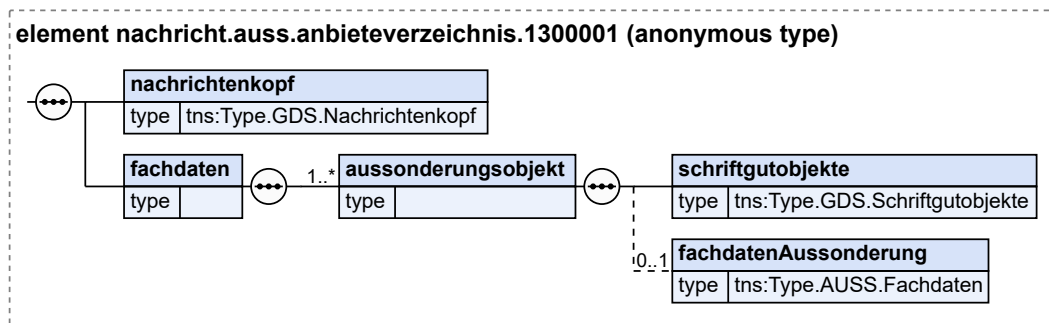 element nachricht.auss.anbieteverzeichnis.1300001 (anonymous type)
nachrichtenkopf
type tns:Type.GDS.Nachrichtenkopf
fachdaten
type
1..*
aussonderungsobjekt
type
schriftgutobjekte
type tns:Type.GDS.Schriftgutobjekte
0..1
fachdatenAussonderung
type tns:Type.AUSS.Fachdaten